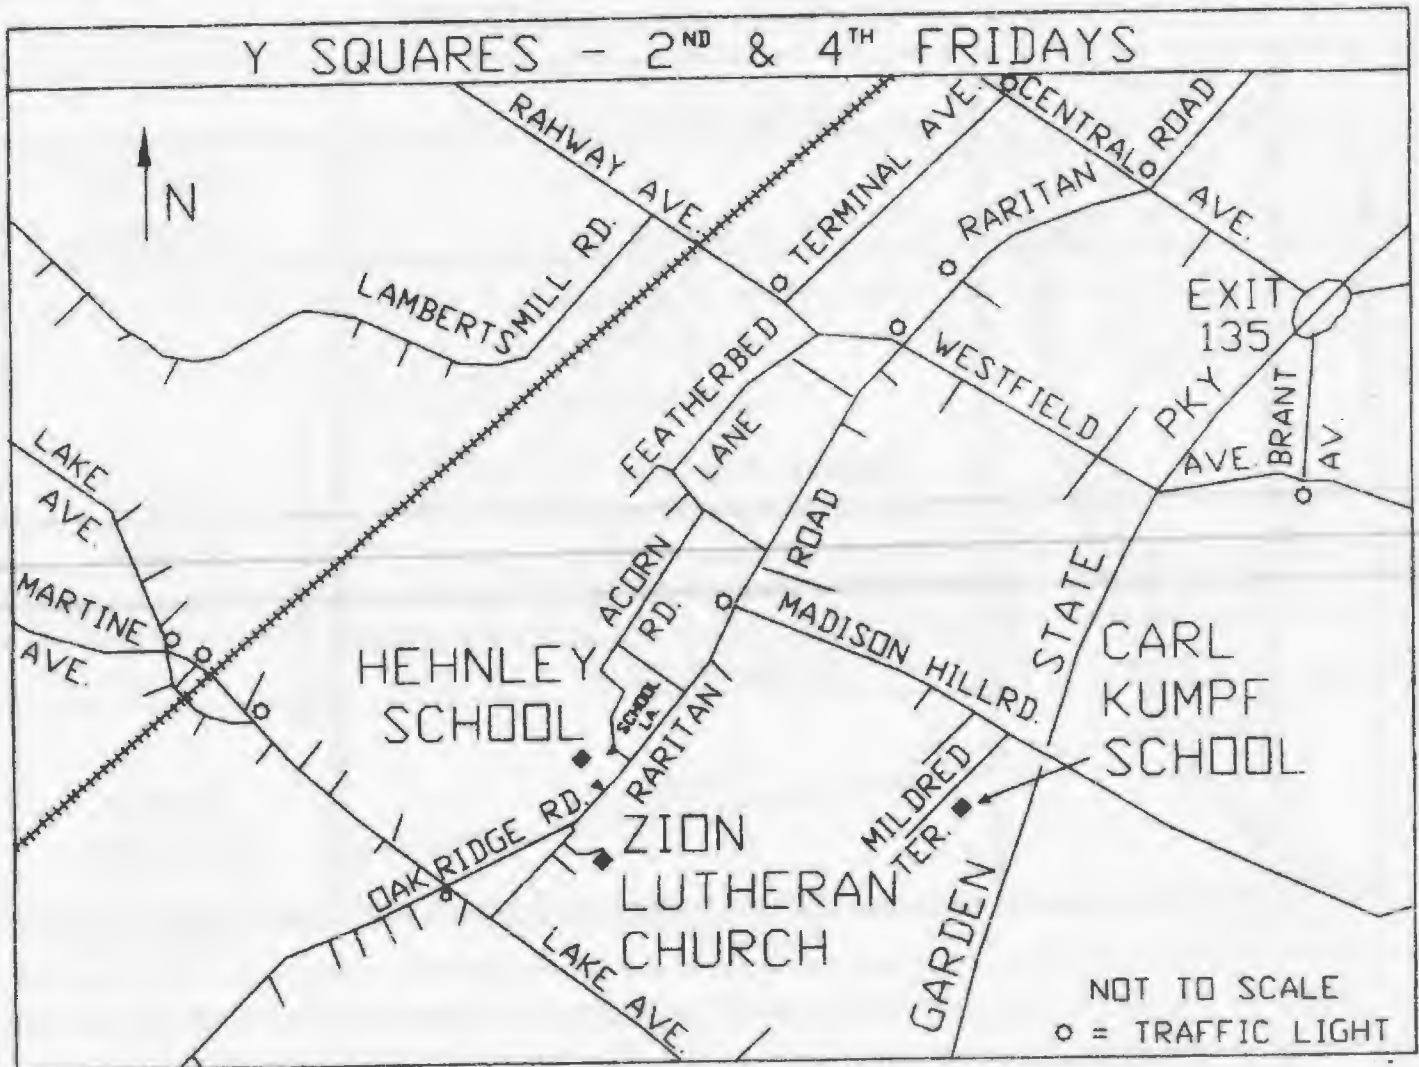 Y SQUARES - 2ND & 4TH FRIDAYS
N
RAHWAY AVE.
TERMINAL AVE.
CENTRAL AVE.
RARITAN ROAD
LAMBERTS MILL RD.
EXIT
135
FEATHERBED
LANE
WESTFIELD AVE.
BRANT
AV.
PKY
LAKE
AVE.
MARTINE
AVE.
ACORN
RD.
ROAD
MADISON HILL RD.
STATE
HEHNLEY
SCHOOL
SCHOOL
LA.
RARITAN
CARL
KUMPF
SCHOOL
MILDRED
TER.
OAK RIDGE RD.
ZION
LUTHERAN
CHURCH
LAKE AVE.
GARDEN
NOT TO SCALE
o = TRAFFIC LIGHT